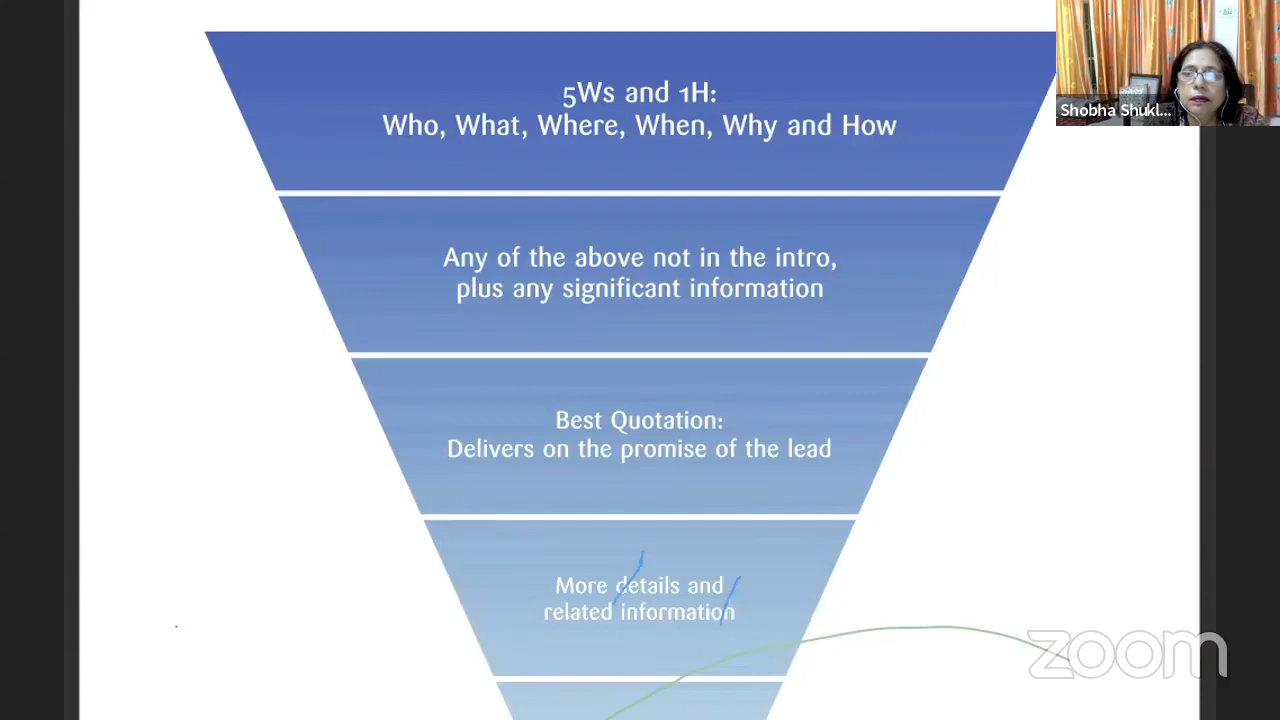 5Ws and 1H:
Who, What, Where, When, Why and How
Any of the above not in the intro,
plus any significant information
Best Quotation:
Delivers on the promise of the lead
More details and
related information
Shobha Shukl...
zoom